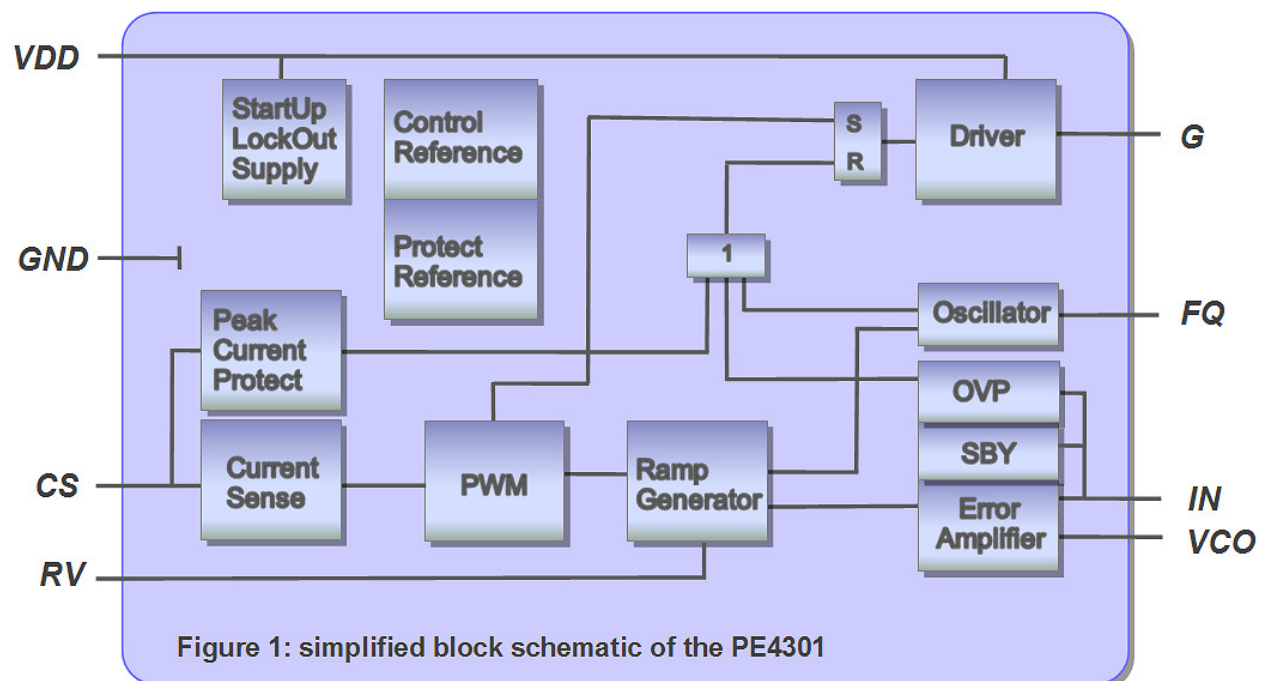 VDD
StartUp
LockOut
Supply
Control
Reference
S
R
Driver
G
GND
Protect
Reference
1
Peak
Current
Protect
Oscillator
FQ
OVP
SBY
CS
Current
Sense
PWM
Ramp
Generator
Error
Amplifier
IN
VCO
RV
Figure 1: simplified block schematic of the PE4301